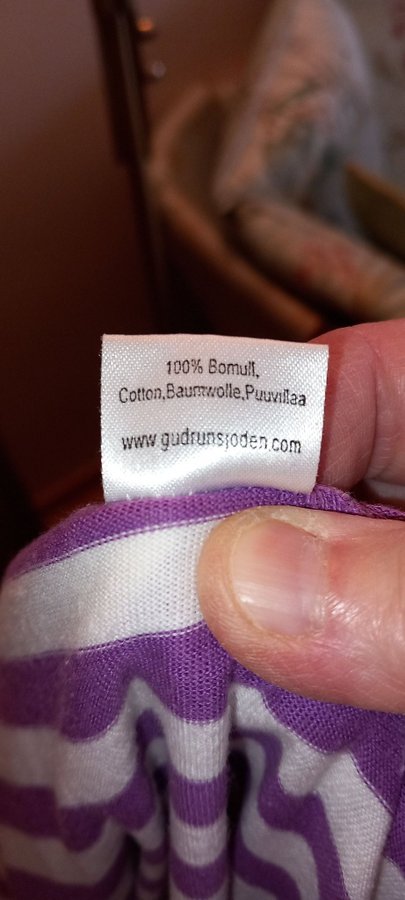 100% Bomull,
Cotton,Baumwolle,Puuvillaa
www.gudrunsjoden.com